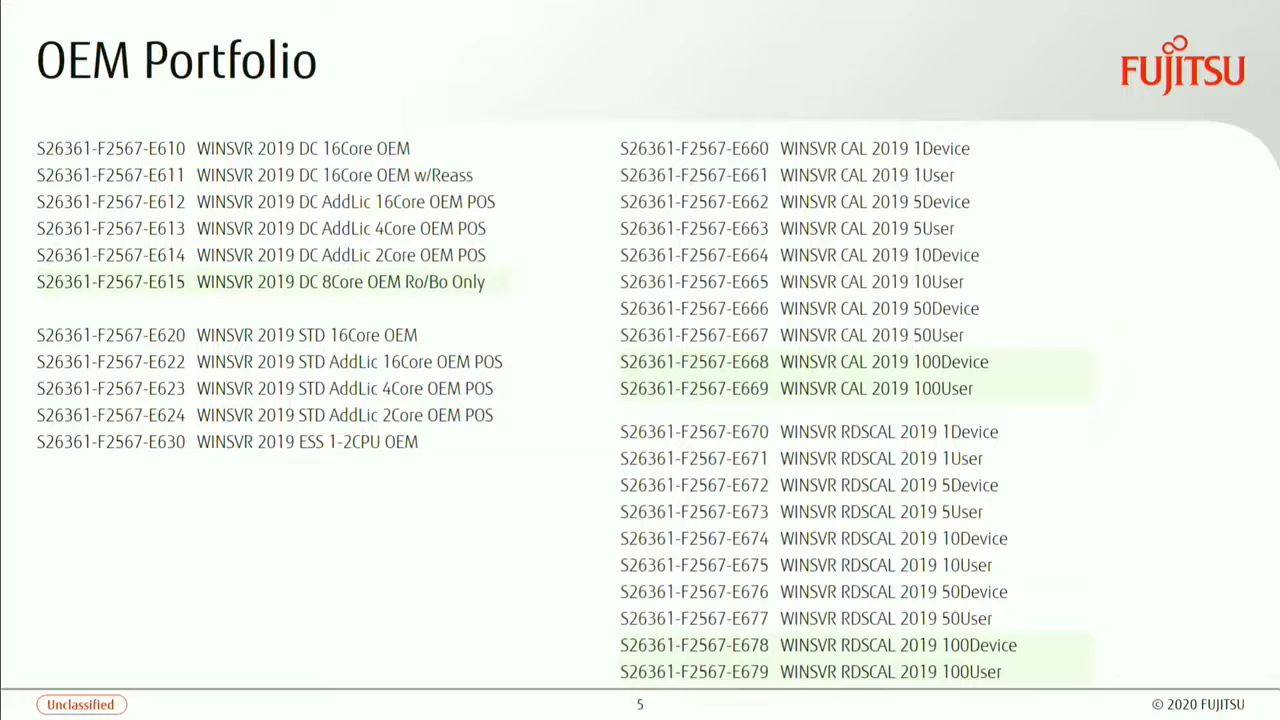 OEM Portfolio
FUJITSU
S26361-F2567-E610 WINSVR 2019 DC 16Core OEM
S26361-F2567-E611 WINSVR 2019 DC 16Core OEM w/Reass
S26361-F2567-E612 WINSVR 2019 DC AddLic 16Core OEM POS
S26361-F2567-E613 WINSVR 2019 DC AddLic 4Core OEM POS
S26361-F2567-E614 WINSVR 2019 DC AddLic 2Core OEM POS
S26361-F2567-E615 WINSVR 2019 DC 8Core OEM Ro/Bo Only
S26361-F2567-E620 WINSVR 2019 STD 16Core OEM
S26361-F2567-E622 WINSVR 2019 STD AddLic 16Core OEM POS
S26361-F2567-E623 WINSVR 2019 STD AddLic 4Core OEM POS
S26361-F2567-E624 WINSVR 2019 STD AddLic 2Core OEM POS
S26361-F2567-E630 WINSVR 2019 ESS 1-2CPU OEM
S26361-F2567-E660 WINSVR CAL 2019 1Device
S26361-F2567-E661 WINSVR CAL 2019 1User
S26361-F2567-E662 WINSVR CAL 2019 5Device
S26361-F2567-E663 WINSVR CAL 2019 5User
S26361-F2567-E664 WINSVR CAL 2019 10Device
S26361-F2567-E665 WINSVR CAL 2019 10User
S26361-F2567-E666 WINSVR CAL 2019 50Device
S26361-F2567-E667 WINSVR CAL 2019 50User
S26361-F2567-E668 WINSVR CAL 2019 100Device
S26361-F2567-E669 WINSVR CAL 2019 100User
S26361-F2567-E670 WINSVR RDSCAL 2019 1Device
S26361-F2567-E671 WINSVR RDSCAL 2019 1User
S26361-F2567-E672 WINSVR RDSCAL 2019 5Device
S26361-F2567-E673 WINSVR RDSCAL 2019 5User
S26361-F2567-E674 WINSVR RDSCAL 2019 10Device
S26361-F2567-E675 WINSVR RDSCAL 2019 10User
S26361-F2567-E676 WINSVR RDSCAL 2019 50Device
S26361-F2567-E677 WINSVR RDSCAL 2019 50User
S26361-F2567-E678 WINSVR RDSCAL 2019 100Device
S26361-F2567-E679 WINSVR RDSCAL 2019 100User
Unclassified
5
© 2020 FUJITSU